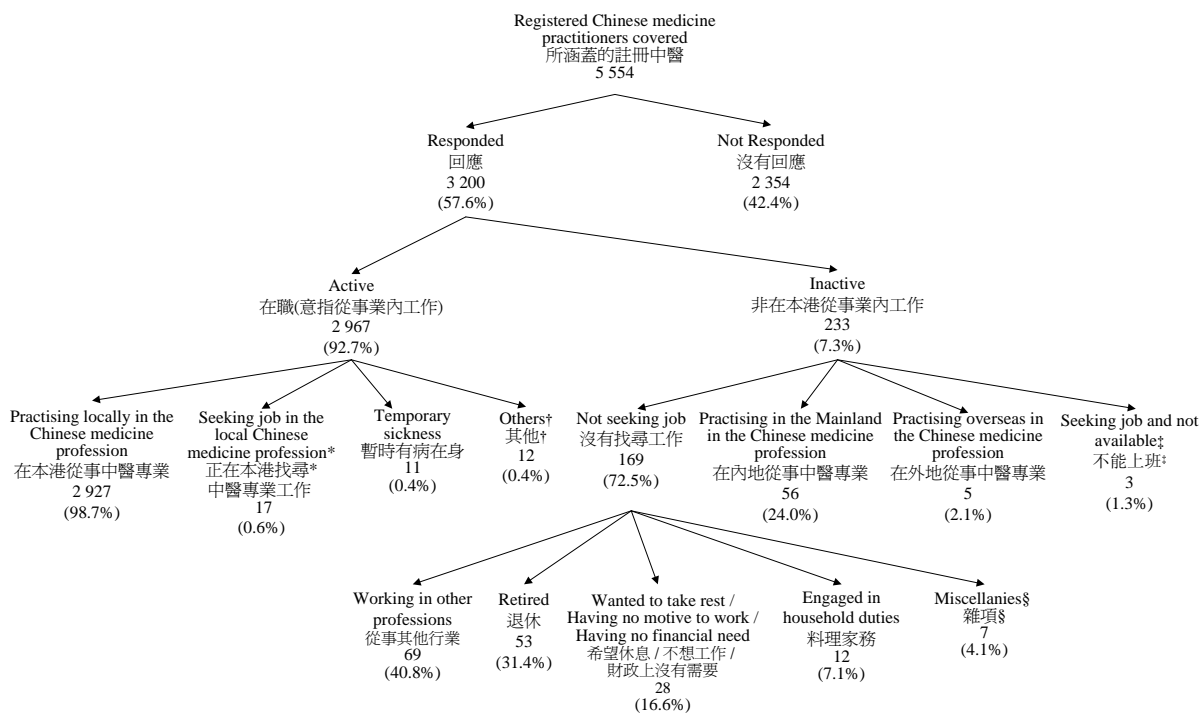 Registered Chinese medicine
practitioners covered
所涵蓋的註冊中醫
5 554
Responded
回應
3 200
(57.6%)
Not Responded
沒有回應
2 354
(42.4%)
Active
在職(意指從事業內工作)
2 967
(92.7%)
Inactive
非在本港從事業內工作
233
(7.3%)
Practising locally in the
Chinese medicine
profession
在本港從事中醫專業
2 927
(98.7%)
Seeking job in the
local Chinese
medicine profession*
正在本港找尋*
中醫專業工作
17
(0.6%)
Temporary
sickness
暫時有病在身
11
(0.4%)
Others†
其他†
12
(0.4%)
Not seeking job
沒有找尋工作
169
(72.5%)
Practising in the Mainland
in the Chinese medicine
profession
在內地從事中醫專業
56
(24.0%)
Practising overseas in
the Chinese medicine
profession
在外地從事中醫專業
5
(2.1%)
Seeking job and not
available‡
不能上班‡
3
(1.3%)
Working in other
professions
從事其他行業
69
(40.8%)
Retired
退休
53
(31.4%)
Wanted to take rest /
Having no motive to work /
Having no financial need
希望休息 / 不想工作 /
財政上沒有需要
28
(16.6%)
Engaged in
household duties
料理家務
12
(7.1%)
Miscellanies§
雜項§
7
(4.1%)